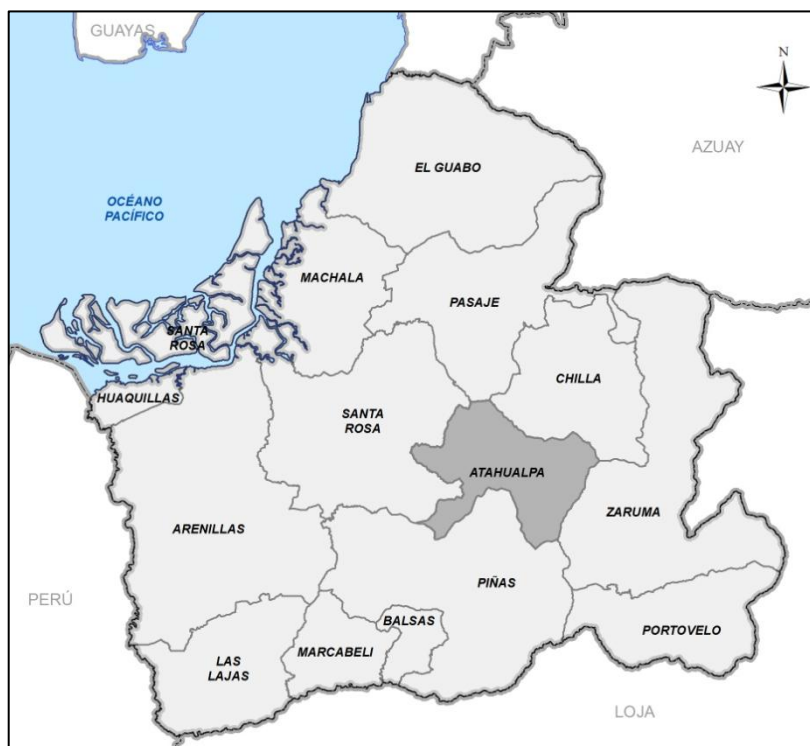 GUAYAS
N
AZUAY
EL GUABO
OCÉANO
PACÍFICO
MACHALA
PASAJE
SANTA
ROSA
CHILLA
HUAQUILLAS
SANTA
ROSA
ATAHUALPA
ZARUMA
ARENILLAS
PIÑAS
PERÚ
BALSAS
PORTOVELO
MARCABELI
LAS
LAJAS
LOJA